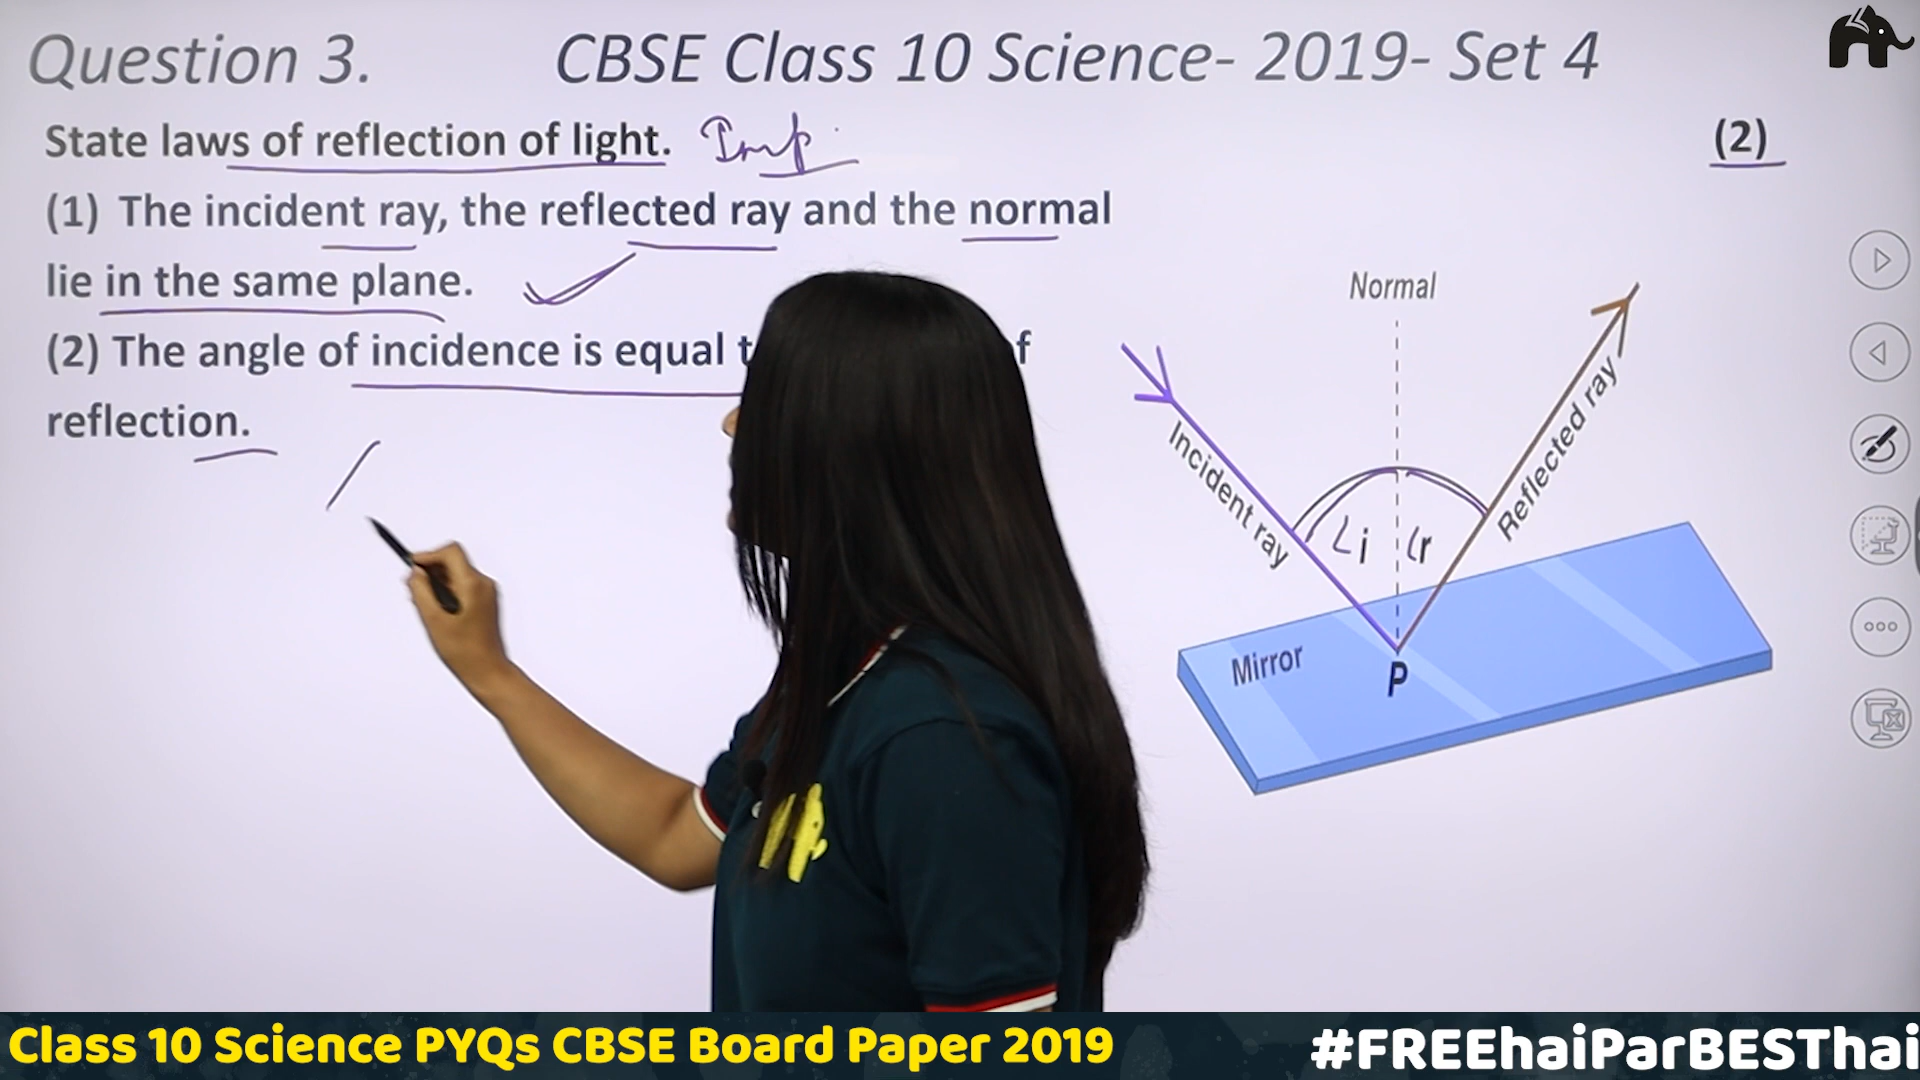 Question 3. CBSE Class 10 Science- 2019- Set 4
State laws of reflection of light. Imp. (2)
(1) The incident ray, the reflected ray and the normal
lie in the same plane.
(2) The angle of incidence is equal
reflection.
Normal
Incident ray
Reflected ray
∠i ∠r
Mirror
P
Class 10 Science PYQs CBSE Board Paper 2019
#FREEhaiParBESThai